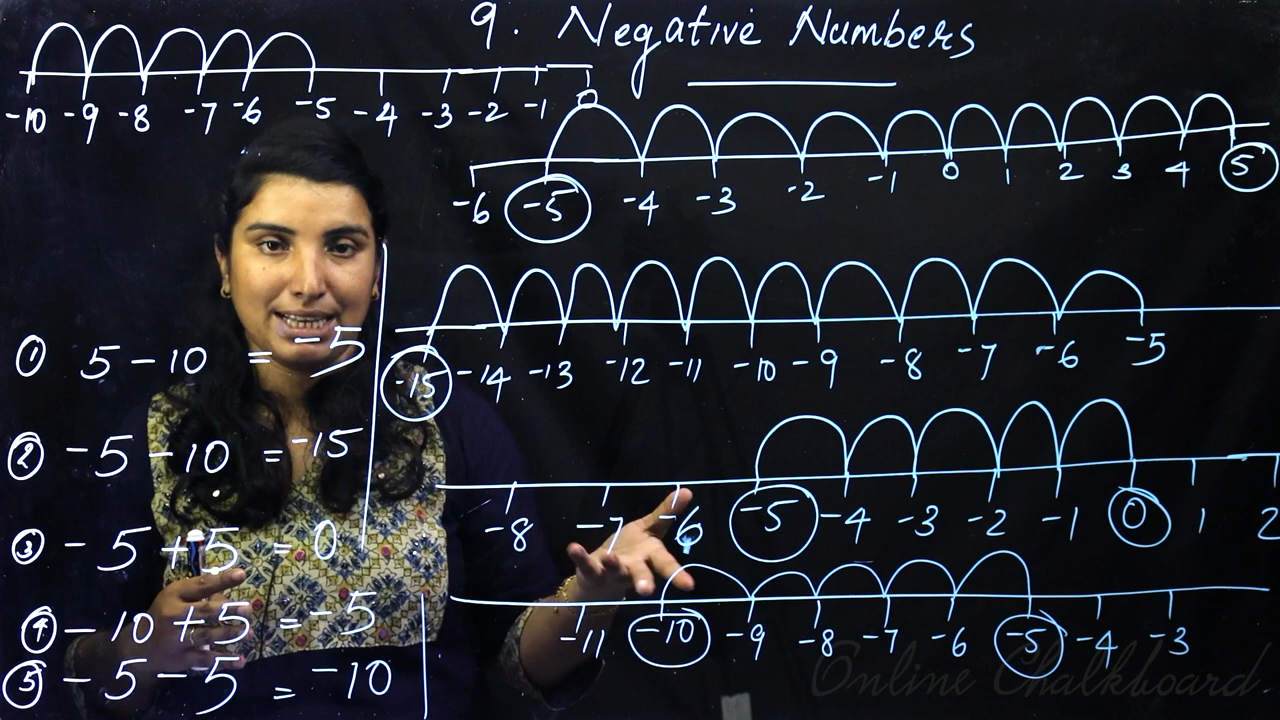 9. Negative Numbers
-10 -9 -8 -7 -6 -5 -4 -3 -2 -1 0
-6 -5 -4 -3 -2 -1 0 1 2 3 4 5
① 5 - 10 = -5
-15 -14 -13 -12 -11 -10 -9 -8 -7 -6 -5
② - 5 - 10 = -15
-8 -7 -6 -5 -4 -3 -2 -1 0 1 2
③ - 5 + 5 = 0
④ - 10 + 5 = -5
-11 -10 -9 -8 -7 -6 -5 -4 -3
⑤ - 5 - 5 = -10
Online Chalkboard